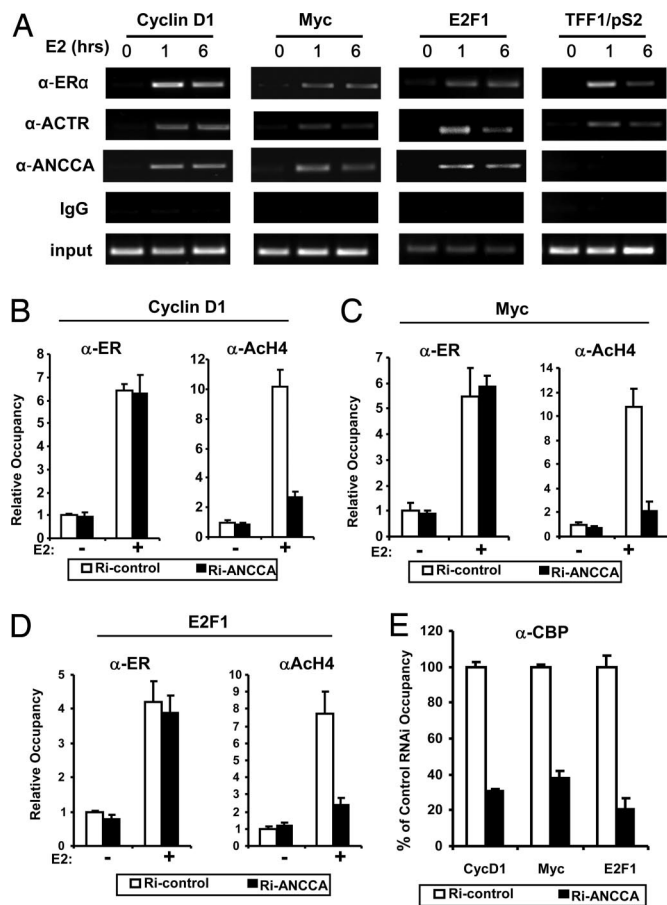 A
Cyclin D1 Myc E2F1 TFF1/pS2
E2 (hrs) 0 1 6 0 1 6 0 1 6 0 1 6
α-ERα
α-ACTR
α-ANCCA
IgG
input
B
Cyclin D1
α-ER
α-AcH4
Relative Occupancy
8
7
6
5
4
3
2
1
0
12
10
8
6
4
2
0
E2: - + - +
Ri-control Ri-ANCCA
C
Myc
α-ER
α-AcH4
Relative Occupancy
7
6
5
4
3
2
1
0
14
12
10
8
6
4
2
0
E2: - + - +
Ri-control Ri-ANCCA
D
E2F1
α-ER
αAcH4
Relative Occupancy
5
4
3
2
1
0
10
9
8
7
6
5
4
3
2
1
0
E2: - + - +
Ri-control Ri-ANCCA
E
α-CBP
% of Control RNAi Occupancy
120
100
80
60
40
20
0
CycD1 Myc E2F1
Ri-control Ri-ANCCA